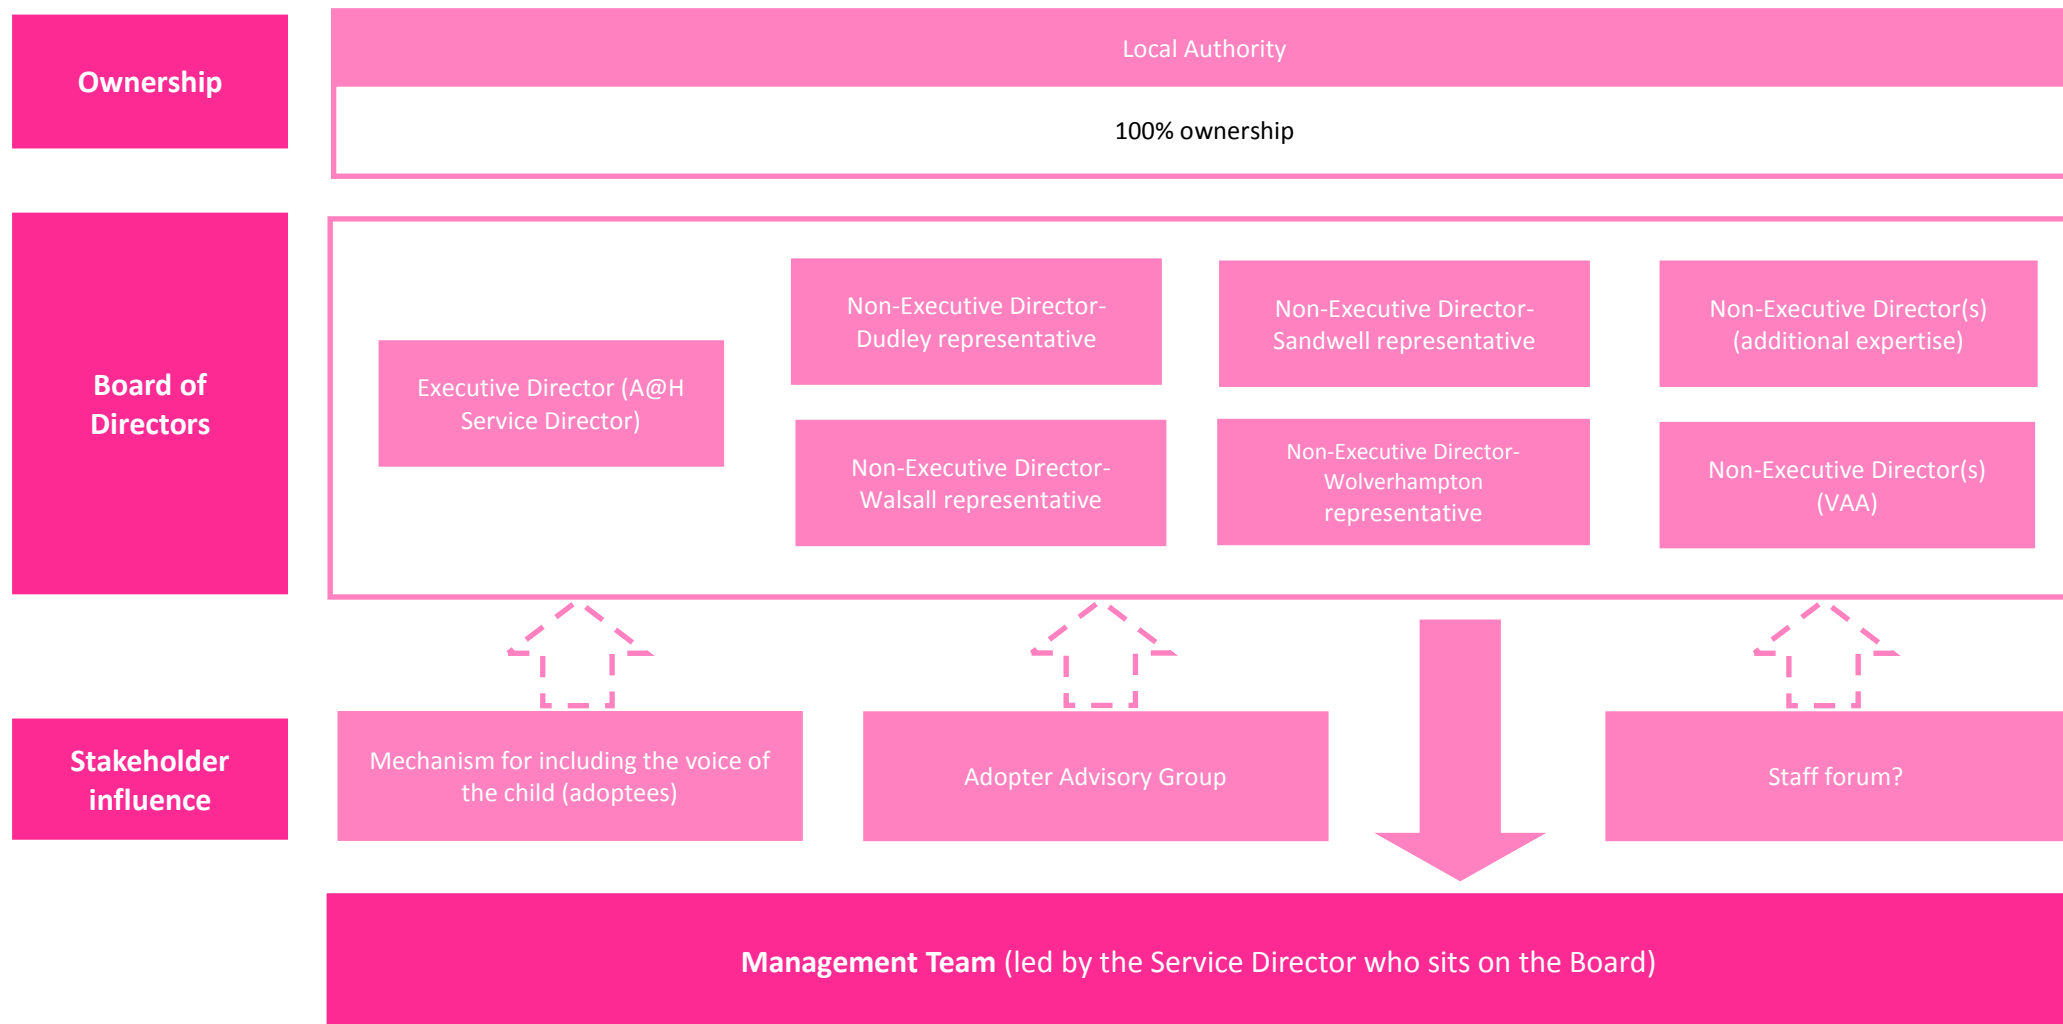 Ownership
Local Authority
100% ownership
Board of
Directors
Executive Director (A@H
Service Director)
Non-Executive Director-
Dudley representative
Non-Executive Director-
Sandwell representative
Non-Executive Director(s)
(additional expertise)
Non-Executive Director-
Walsall representative
Non-Executive Director-
Wolverhampton
representative
Non-Executive Director(s)
(VAA)
Stakeholder
influence
Mechanism for including the voice of
the child (adoptees)
Adopter Advisory Group
Staff forum?
Management Team (led by the Service Director who sits on the Board)